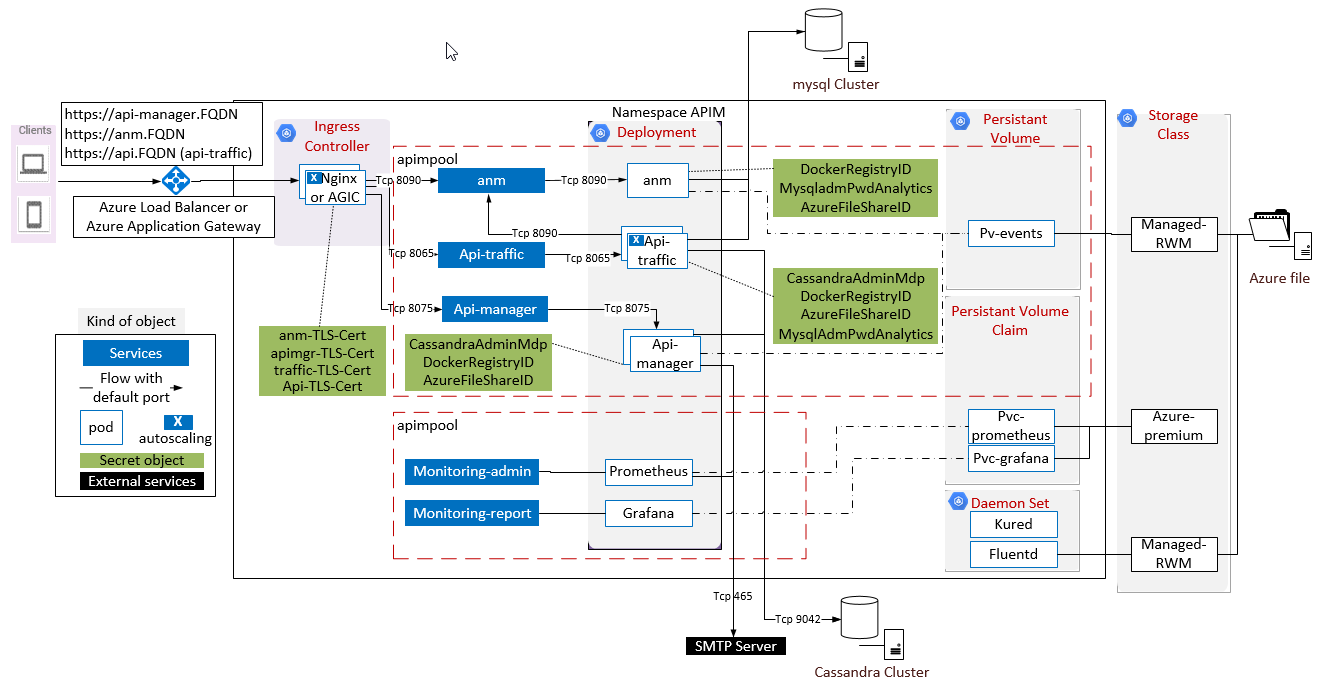 mysql Cluster
Namespace APIM
https://api-manager.FQDN
https://anm.FQDN
https://api.FQDN (api-traffic)
Clients
Azure Load Balancer or
Azure Application Gateway
Ingress
Controller
X
Nginx
or AGIC
anm-TLS-Cert
apimgr-TLS-Cert
traffic-TLS-Cert
Api-TLS-Cert
apimpool
Tcp 8090
anm
Tcp 8090
Tcp 8065
Api-traffic
Tcp 8090
Tcp 8065
Tcp 8075
Api-manager
Tcp 8075
Deployment
anm
X
Api-
traffic
Api-
manager
CassandraAdminMdp
DockerRegistryID
AzureFileShareID
DockerRegistryID
MysqladmPwdAnalytics
AzureFileShareID
CassandraAdminMdp
DockerRegistryID
AzureFileShareID
MysqlAdmPwdAnalytics
apimpool
Monitoring-admin
Prometheus
Monitoring-report
Grafana
Persistant
Volume
Pv-events
Persistant Volume
Claim
Pvc-
prometheus
Pvc-grafana
Daemon Set
Kured
Fluentd
Storage
Class
Managed-
RWM
Azure-
premium
Managed-
RWM
Azure file
Kind of object
Services
Flow with
default port
pod
X
autoscaling
Secret object
External services
Tcp 465
SMTP Server
Tcp 9042
Cassandra Cluster